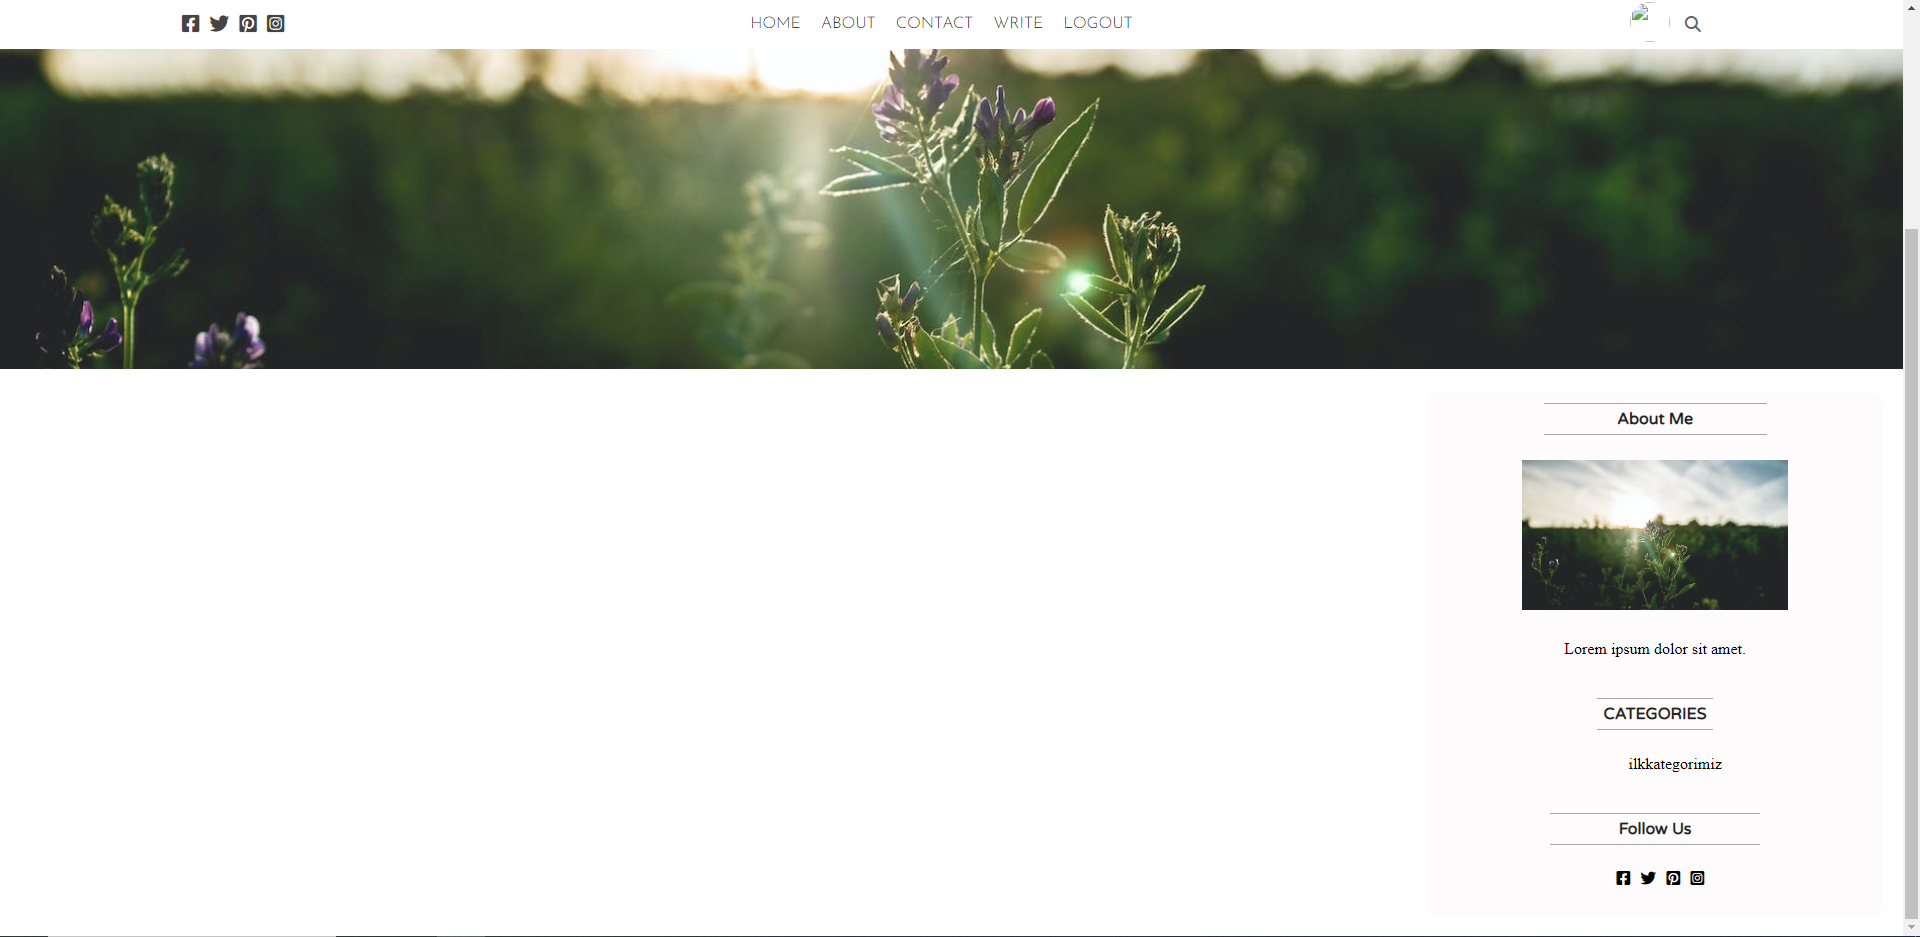 HOME ABOUT CONTACT WRITE LOGOUT
About Me
Lorem ipsum dolor sit amet.
CATEGORIES
ilkkategorimiz
Follow Us